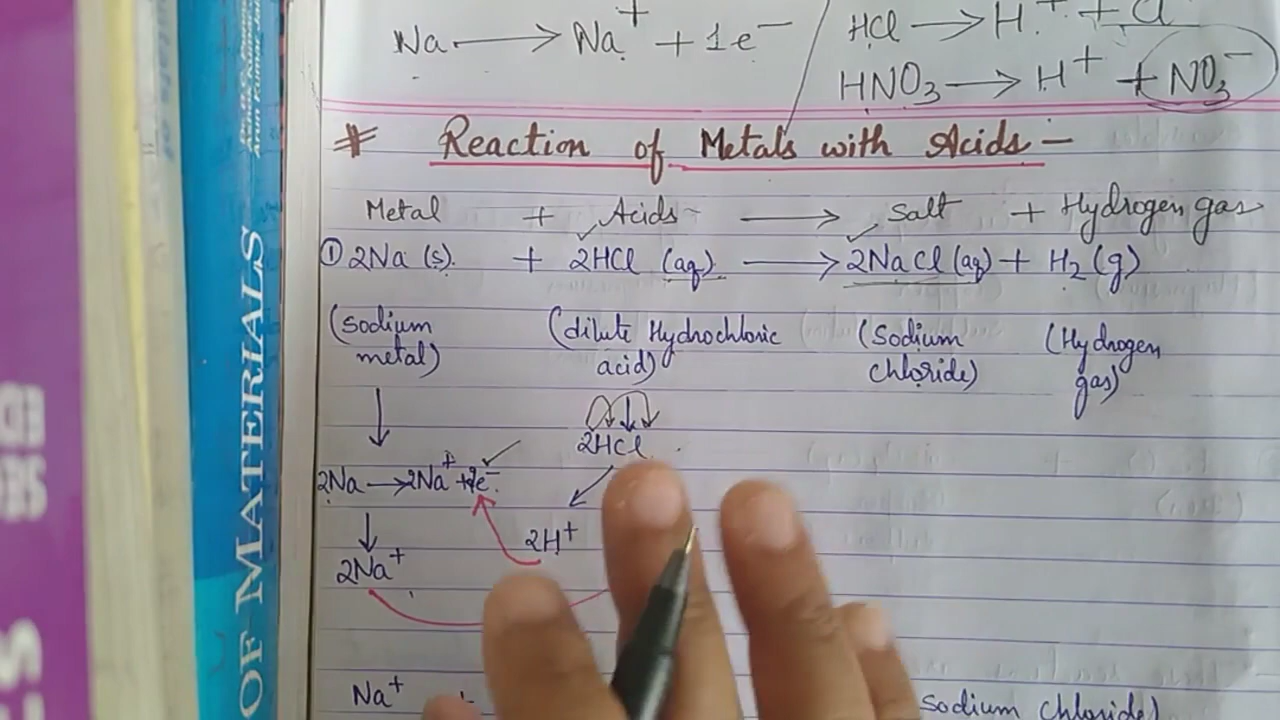 Na ⟶ Na⁺ + 1e⁻
HCl ⟶ H⁺ + Cl
HNO₃ ⟶ H⁺ + NO₃⁻
# Reaction of Metals with Acids :-
Metal + Acids ⟶ Salt + Hydrogen gas
① 2Na (s) + 2HCl (aq) ⟶ 2NaCl (aq) + H₂ (g)
(sodium metal) (dilute Hydrochloric acid) (Sodium chloride) (Hydrogen gas)
2HCl
2Na ⟶ 2Na⁺ + 2e⁻
2H⁺
2Na⁺
Na⁺ +
sodium chloride)
OF MATERIALS